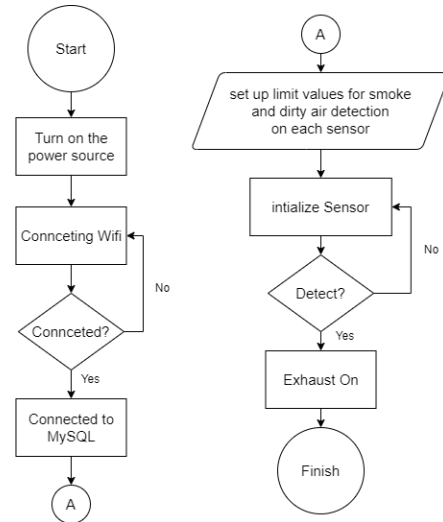 Start
Turn on the
power source
Connceting Wifi
No
Connceted?
Yes
Connected to
MySQL
A
A
set up limit values for smoke
and dirty air detection
on each sensor
intialize Sensor
No
Detect?
Yes
Exhaust On
Finish